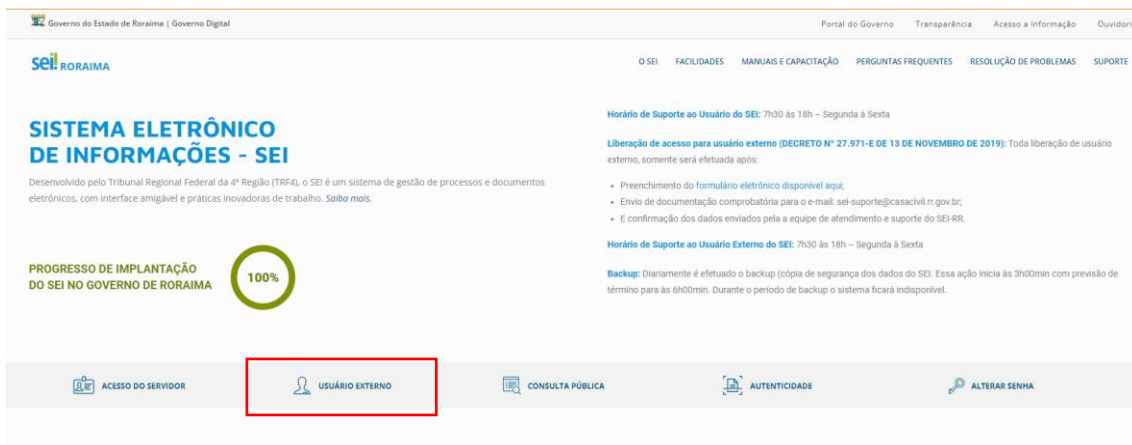 Governo do Estado de Roraima | Governo Digital
Portal do Governo Transparência Acesso a Informação Ouvidori
sei! RORAIMA
O SEI FACILIDADES MANUAIS E CAPACITAÇÃO PERGUNTAS FREQUENTES RESOLUÇÃO DE PROBLEMAS SUPORTE
SISTEMA ELETRÔNICO
DE INFORMAÇÕES - SEI
Desenvolvido pelo Tribunal Regional Federal da 4ª Região (TRF4), o SEI é um sistema de gestão de processos e documentos
eletrônicos, com interface amigável e práticas inovadoras de trabalho. Saiba mais.
PROGRESSO DE IMPLANTAÇÃO
DO SEI NO GOVERNO DE RORAIMA
100%
Horário de Suporte ao Usuário do SEI: 7h30 às 18h – Segunda à Sexta
Liberação de acesso para usuário externo (DECRETO Nº 27.971-E DE 13 DE NOVEMBRO DE 2019): Toda liberação de usuário
externo, somente será efetuada após:
• Preenchimento do formulário eletrônico disponível aqui;
• Envio de documentação comprobatória para o e-mail: sei-suporte@casacivil.rr.gov.br;
• E confirmação dos dados enviados pela a equipe de atendimento e suporte do SEI-RR.
Horário de Suporte ao Usuário Externo do SEI: 7h30 às 18h – Segunda à Sexta
Backup: Diariamente é efetuado o backup (cópia de segurança dos dados do SEI. Essa ação inicia às 3h00min com previsão de
término para às 6h00min. Durante o período de backup o sistema ficará indisponível.
ACESSO DO SERVIDOR
USUÁRIO EXTERNO
CONSULTA PÚBLICA
AUTENTICIDADE
ALTERAR SENHA